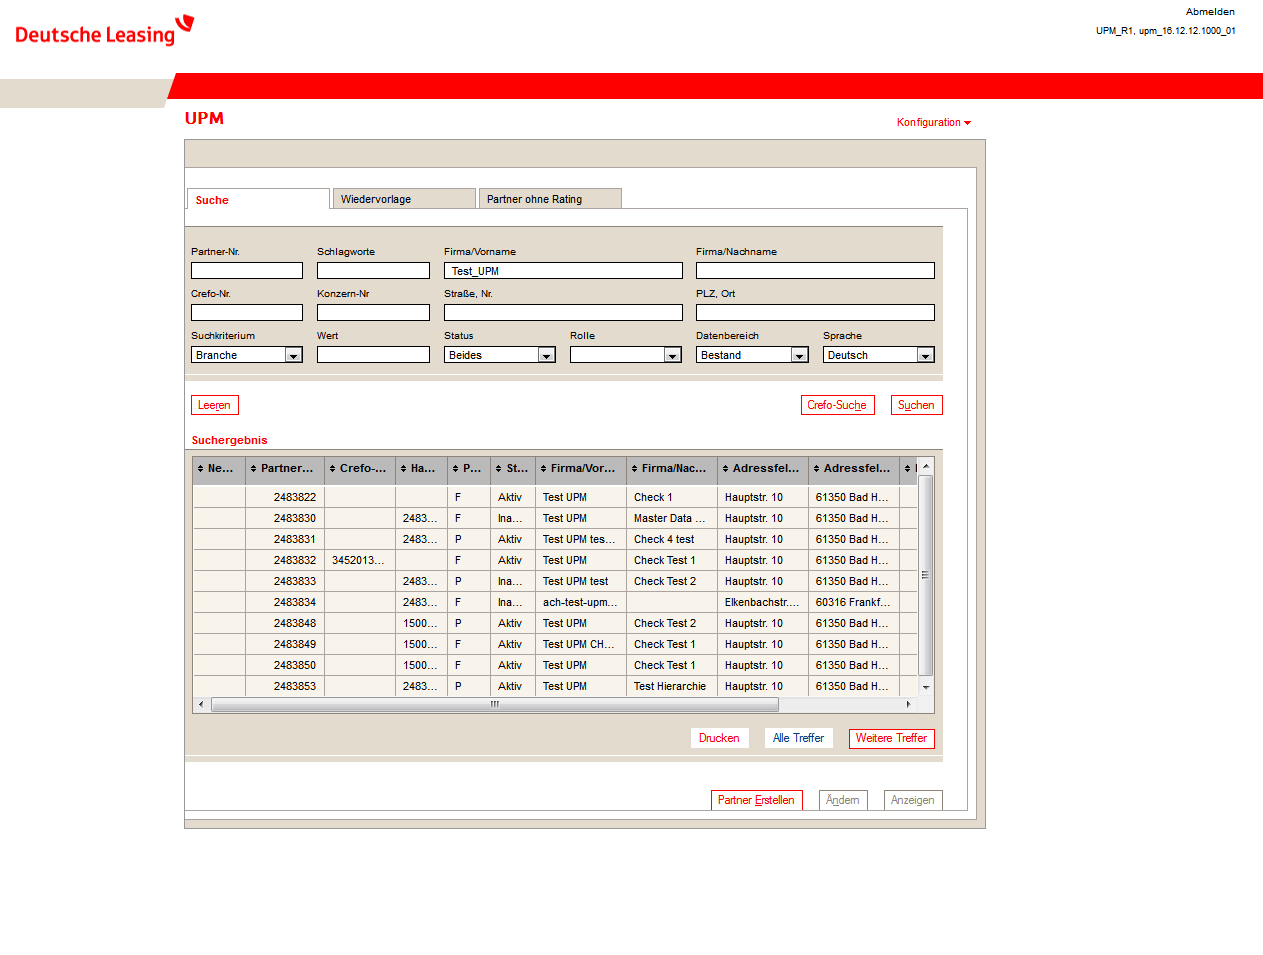 Abmelden
Deutsche Leasing
UPM_R1, upm_16.12.12.1000_01
UPM
Konfiguration
Suche Wiedervorlage Partner ohne Rating
Partner-Nr. Schlagworte Firma/Vorname Firma/Nachname
Test_UPM
Crefo-Nr. Konzern-Nr Straße, Nr. PLZ, Ort
Suchkriterium Wert Status Rolle Datenbereich Sprache
Branche Beides Bestand Deutsch
Leeren Crefo-Suche Suchen
Suchergebnis
Ne... Partner... Crefo-... Ha... P... St... Firma/Vor... Firma/Nac... Adressfel... Adressfel...
2483822 F Aktiv Test UPM Check 1 Hauptstr. 10 61350 Bad H...
2483830 2483... F Ina... Test UPM Master Data ... Hauptstr. 10 61350 Bad H...
2483831 2483... P Aktiv Test UPM tes... Check 4 test Hauptstr. 10 61350 Bad H...
2483832 3452013... F Aktiv Test UPM Check Test 1 Hauptstr. 10 61350 Bad H...
2483833 2483... P Ina... Test UPM test Check Test 2 Hauptstr. 10 61350 Bad H...
2483834 2483... F Ina... ach-test-upm... Elkenbachstr.... 60316 Frankf...
2483848 1500... P Aktiv Test UPM Check Test 2 Hauptstr. 10 61350 Bad H...
2483849 1500... F Aktiv Test UPM CH... Check Test 1 Hauptstr. 10 61350 Bad H...
2483850 1500... F Aktiv Test UPM Check Test 1 Hauptstr. 10 61350 Bad H...
2483853 2483... P Aktiv Test UPM Test Hierarchie Hauptstr. 10 61350 Bad H...
Drucken Alle Treffer Weitere Treffer
Partner Erstellen Ändern Anzeigen